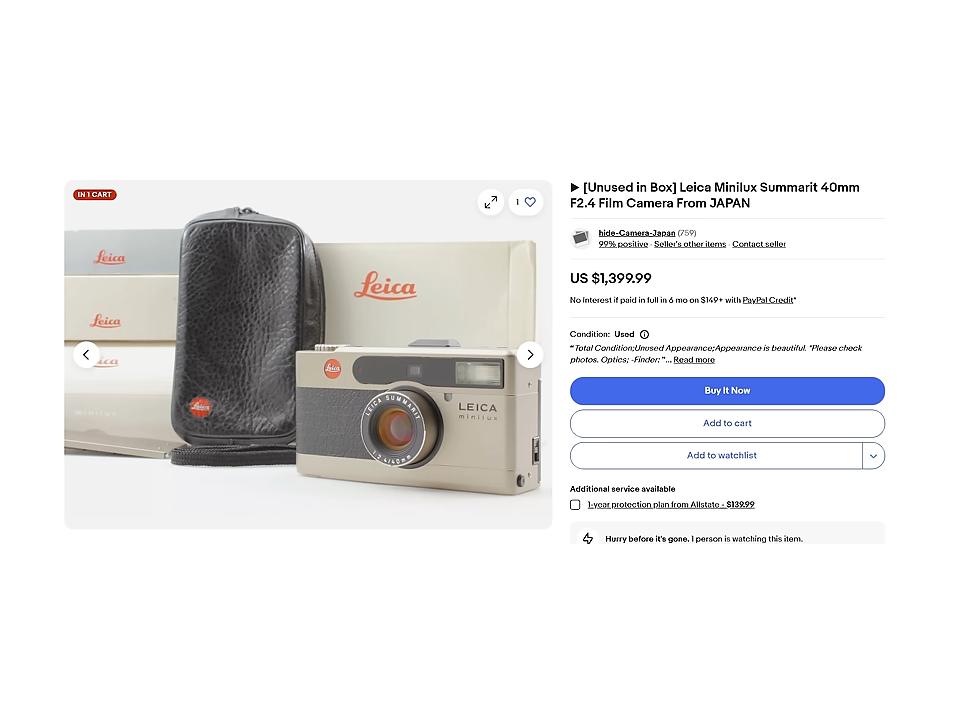 IN 1 CART
1
Leica
Leica
Leica
Leica
Leica
Leica
LEICA SUMMARIT
1:2.4/40mm
LEICA
minilux
▶ [Unused in Box] Leica Minilux Summarit 40mm
F2.4 Film Camera From JAPAN
hide-Camera-Japan (759)
99% positive · Seller's other items · Contact seller
US $1,399.99
No Interest if paid in full in 6 mo on $149+ with PayPal Credit*
Condition: Used
“Total Condition;Unused Appearance;Appearance is beautiful. *Please check
photos. Optics; -Finder: ”... Read more
Buy It Now
Add to cart
Add to watchlist
Additional service available
1-year protection plan from Allstate - $139.99
Hurry before it's gone. 1 person is watching this item.